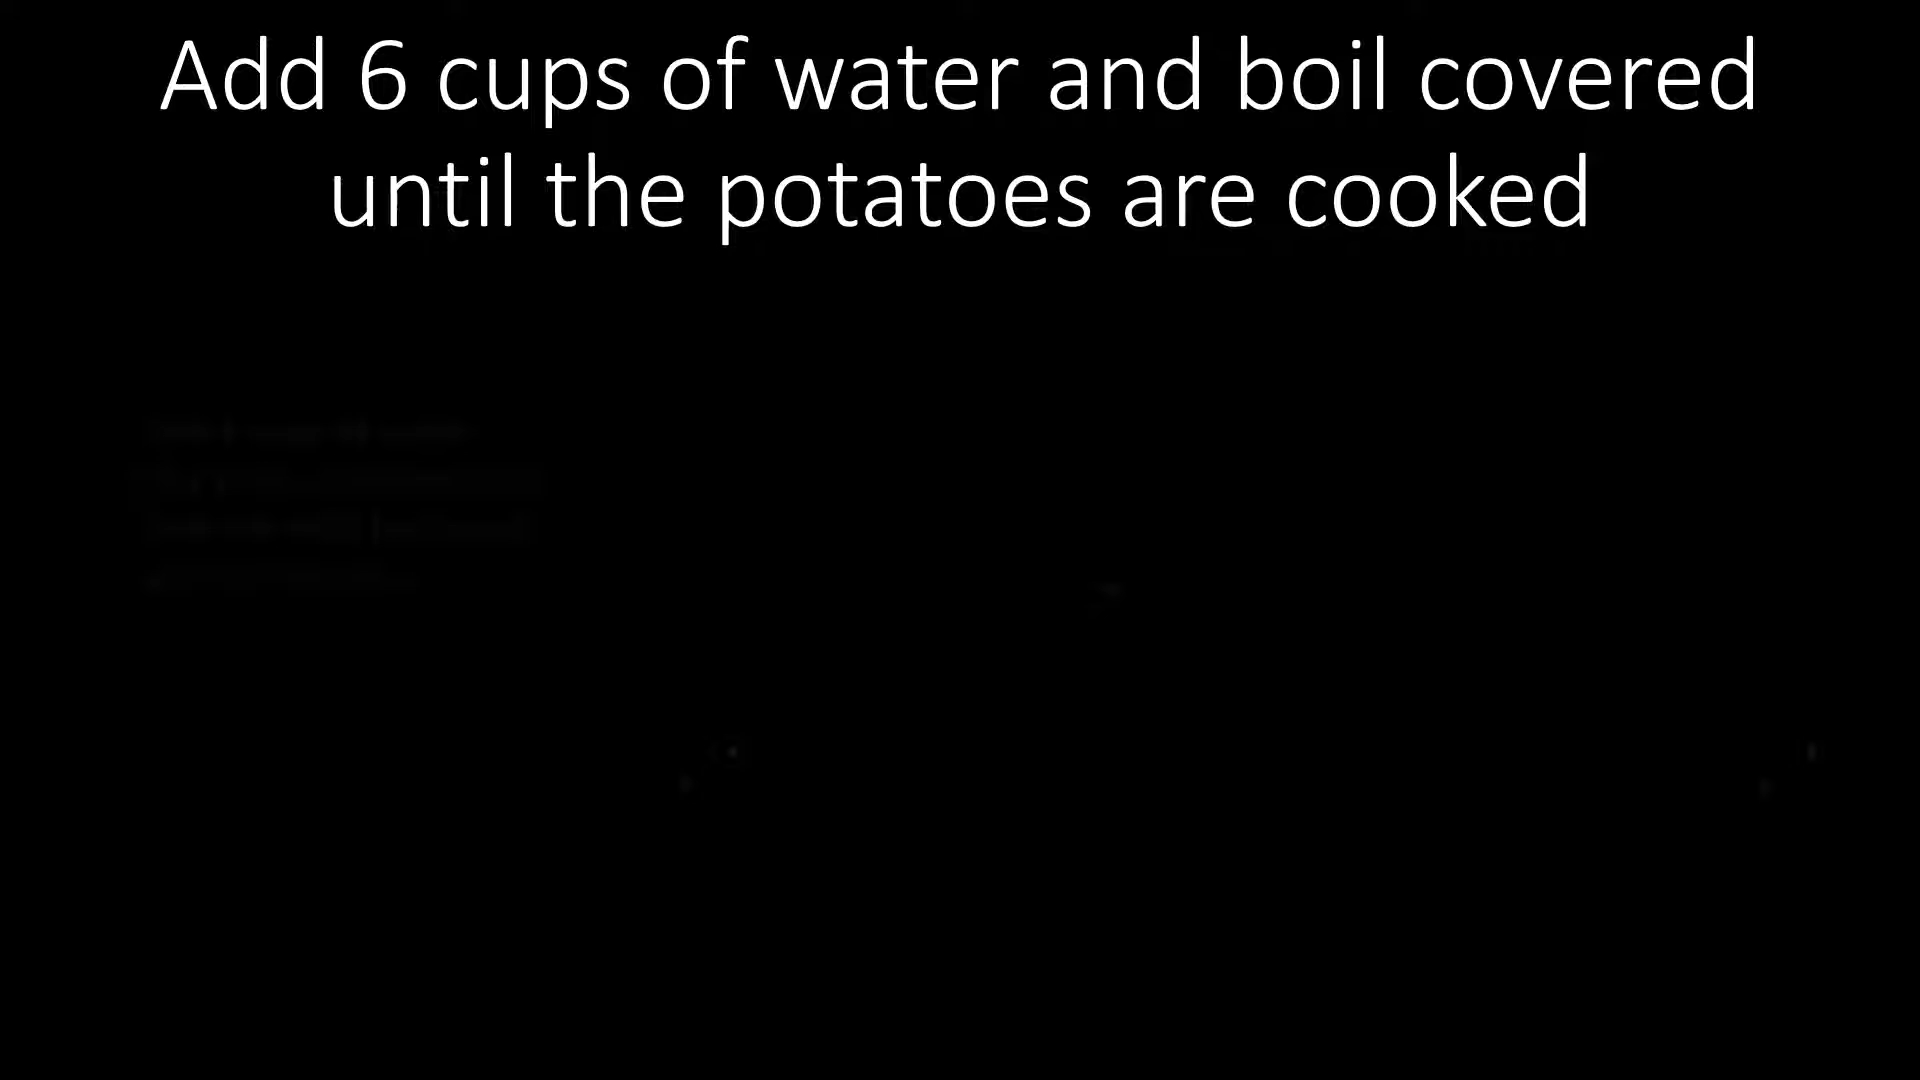 Add 6 cups of water and boil covered
until the potatoes are cooked